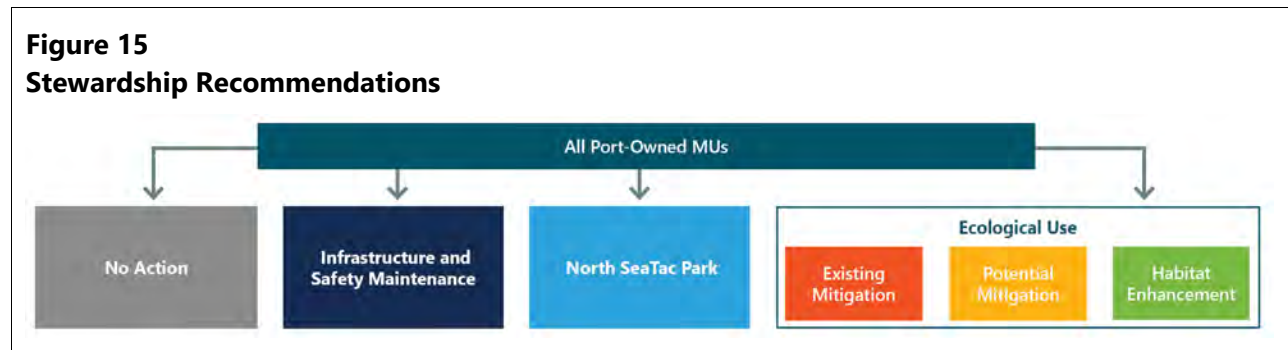 Figure 15
Stewardship Recommendations
All Port-Owned MUs
No Action
Infrastructure and
Safety Maintenance
North SeaTac Park
Ecological Use
Existing
Mitigation
Potential
Mitigation
Habitat
Enhancement